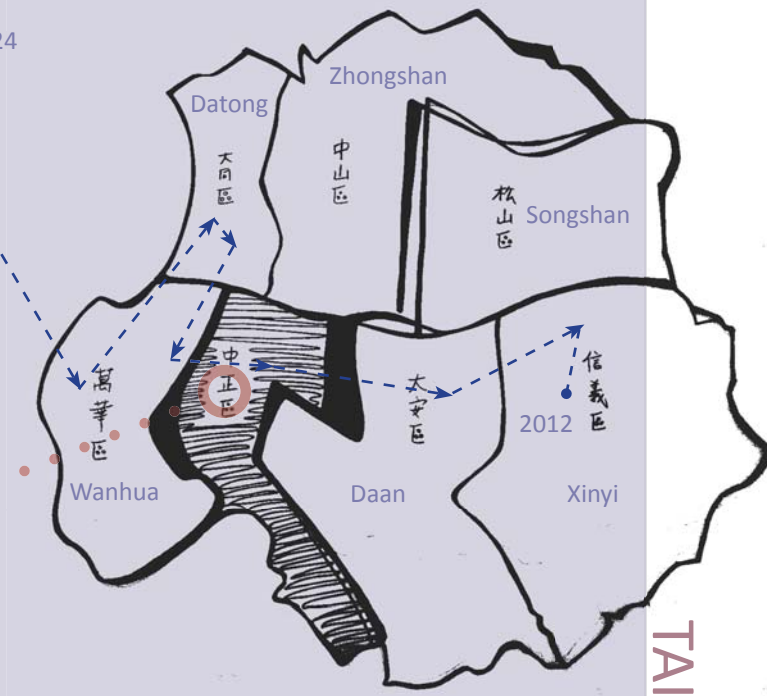 24
Zhongshan
Datong
大同區
中山區
松山區
Songshan
中正區
萬華區
大安區
信義區
2012
Wanhua
Daan
Xinyi
TAI